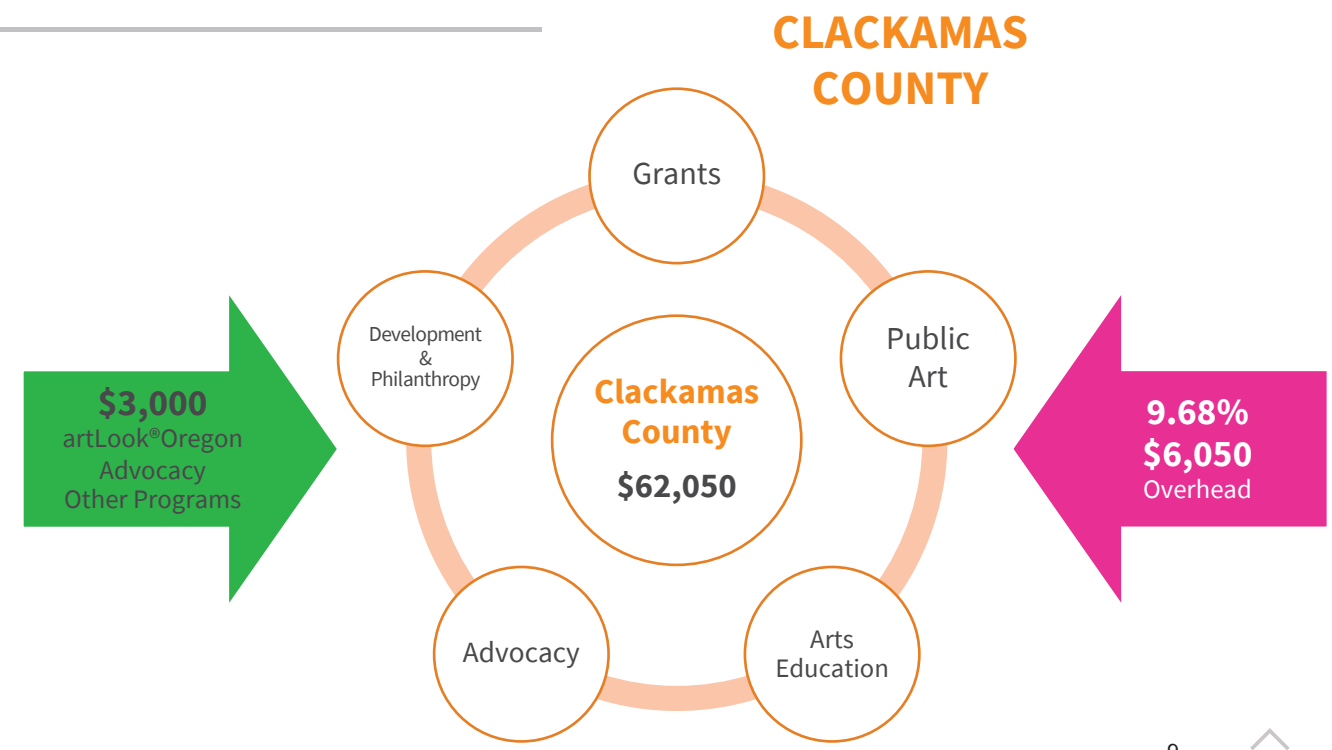 CLACKAMAS
COUNTY
Grants
Development
&
Philanthropy
Public
Art
Clackamas
County
$62,050
$3,000
artLook®Oregon
Advocacy
Other Programs
9.68%
$6,050
Overhead
Advocacy
Arts
Education